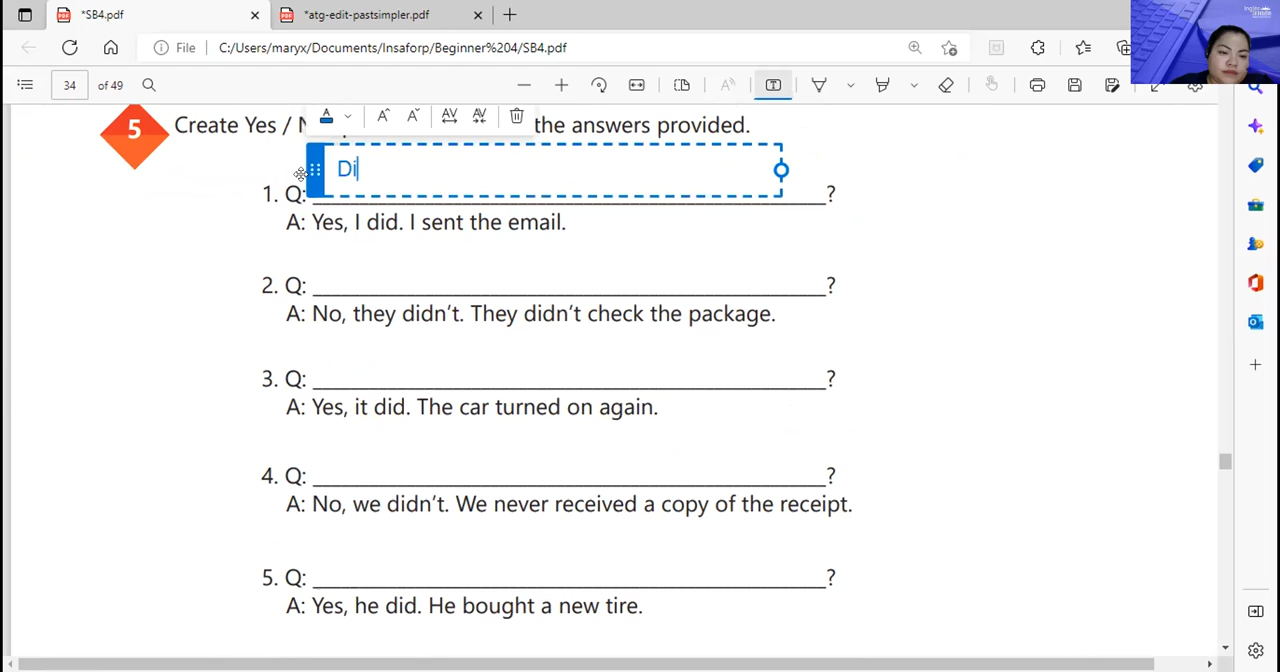 *SB4.pdf
*atg-edit-pastsimpler.pdf
File C:/Users/maryx/Documents/Insaforp/Beginner%204/SB4.pdf
34 of 49
5 Create Yes / the answers provided.
Di
1. Q: ?
A: Yes, I did. I sent the email.
2. Q: ?
A: No, they didn't. They didn't check the package.
3. Q: ?
A: Yes, it did. The car turned on again.
4. Q: ?
A: No, we didn't. We never received a copy of the receipt.
5. Q: ?
A: Yes, he did. He bought a new tire.